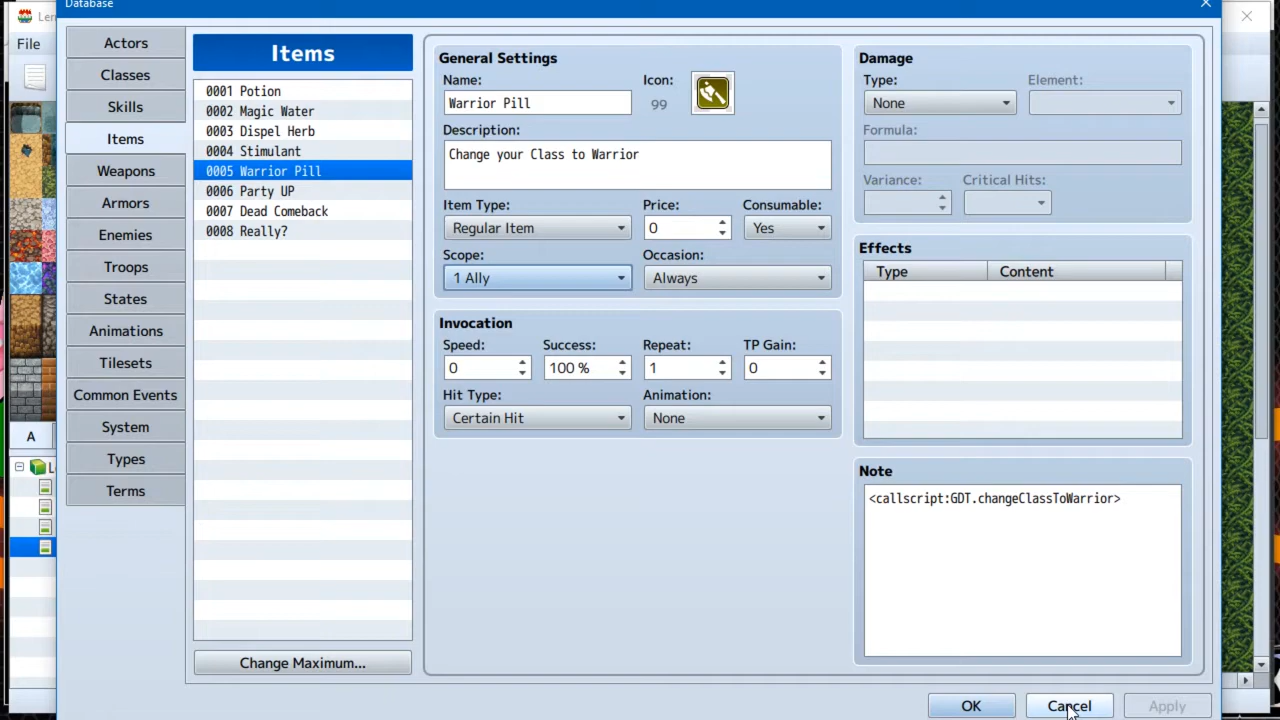 Database
Ler
File
Actors
Classes
Skills
Items
Weapons
Armors
Enemies
Troops
States
Animations
Tilesets
Common Events
System
Types
Terms
A
L
Items
0001 Potion
0002 Magic Water
0003 Dispel Herb
0004 Stimulant
0005 Warrior Pill
0006 Party UP
0007 Dead Comeback
0008 Really?
Change Maximum...
General Settings
Name:
Icon:
Warrior Pill
99
Description:
Change your Class to Warrior
Item Type:
Price:
Consumable:
Regular Item
0
Yes
Scope:
Occasion:
1 Ally
Always
Invocation
Speed:
Success:
Repeat:
TP Gain:
0
100 %
1
0
Hit Type:
Animation:
Certain Hit
None
Damage
Type:
Element:
None
Formula:
Variance:
Critical Hits:
Effects
Type
Content
Note
<callscript:GDT.changeClassToWarrior>
OK
Cancel
Apply